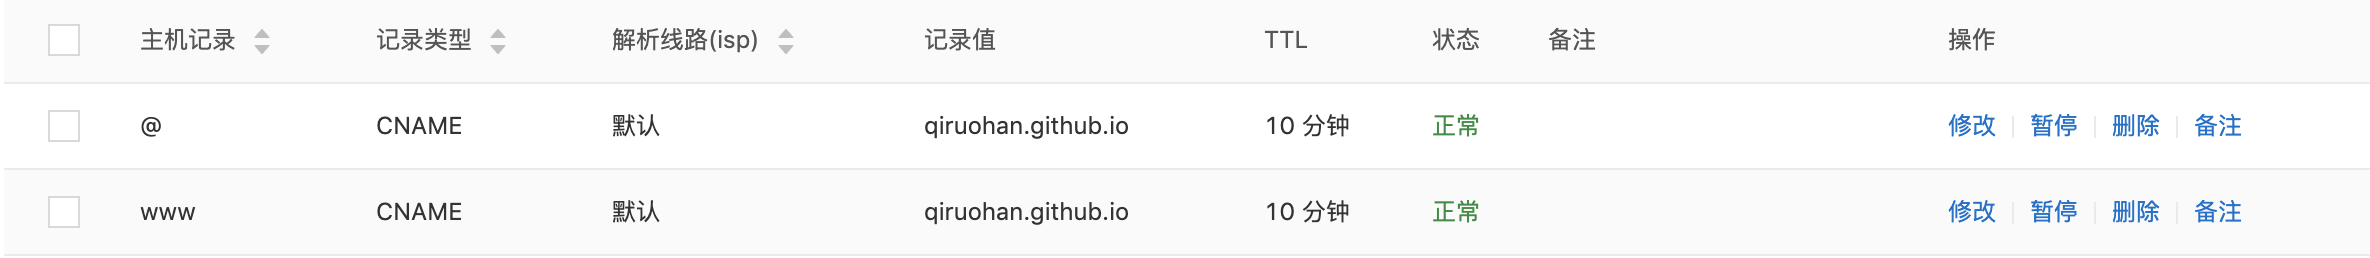 主机记录 记录类型 解析线路(isp) 记录值 TTL 状态 备注 操作
@ CNAME 默认 qiruohan.github.io 10 分钟 正常 修改 暂停 删除 备注
www CNAME 默认 qiruohan.github.io 10 分钟 正常 修改 暂停 删除 备注